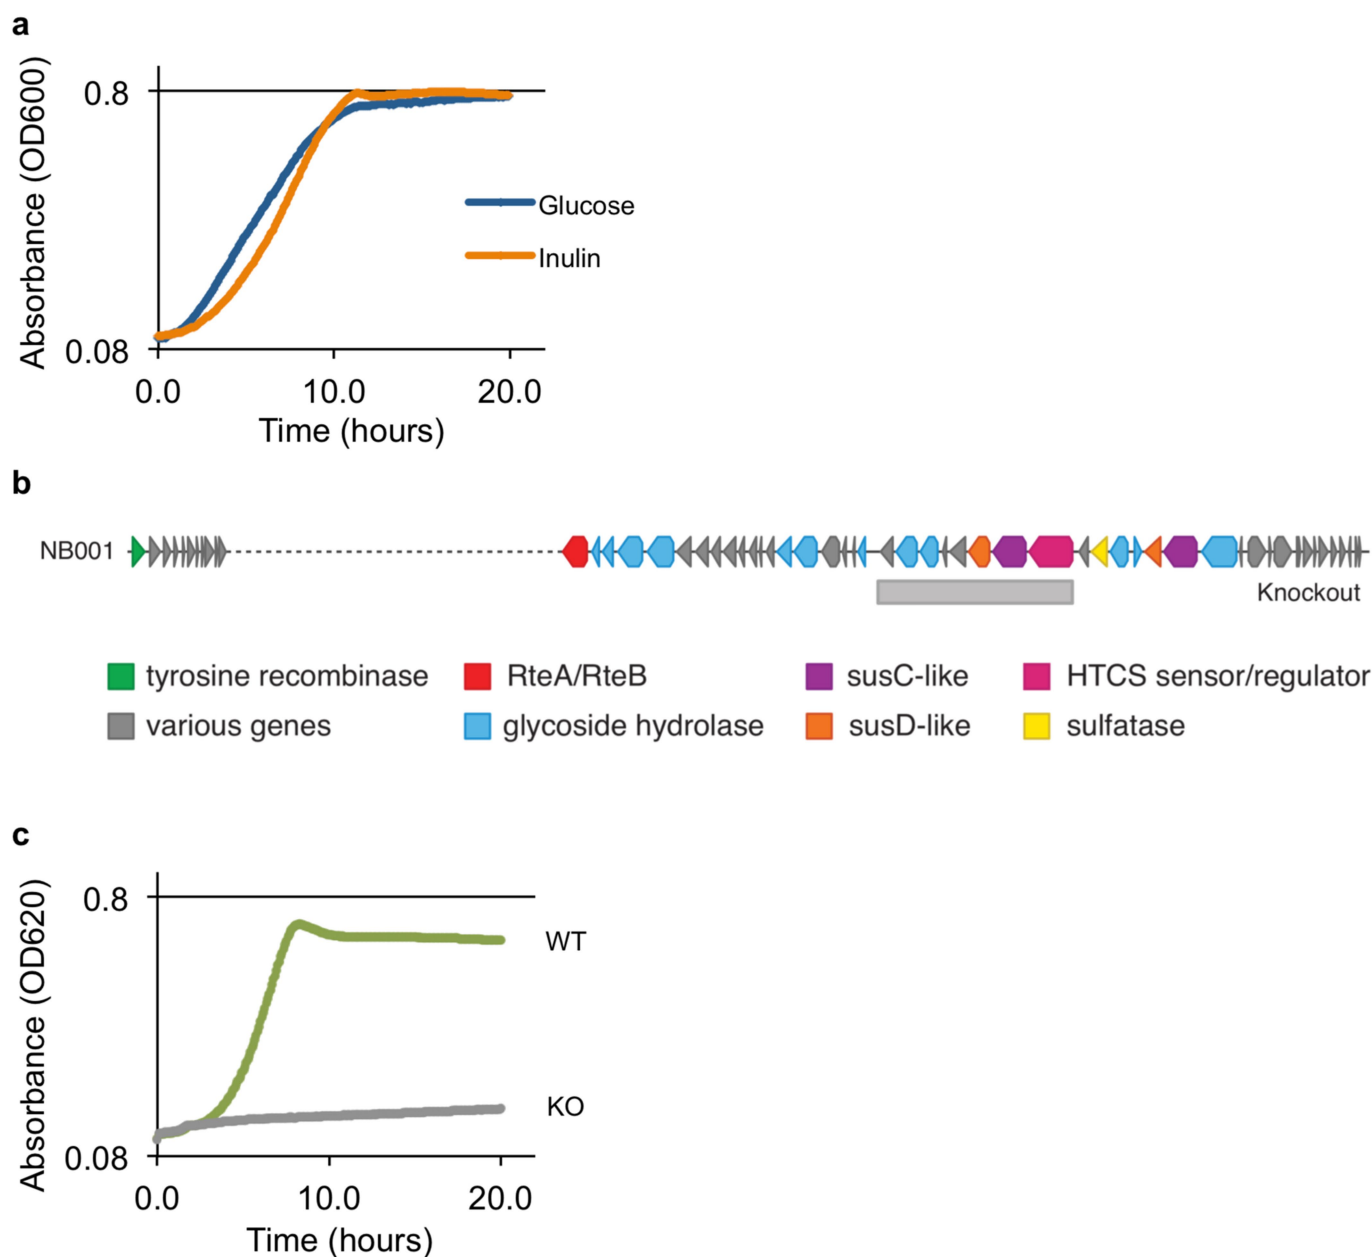 a
Absorbance (OD600)
0.8
0.08
Glucose
Inulin
0.0 10.0 20.0
Time (hours)
b
NB001
Knockout
tyrosine recombinase RteA/RteB susC-like HTCS sensor/regulator
various genes glycoside hydrolase susD-like sulfatase
c
Absorbance (OD620)
0.8
0.08
WT
KO
0.0 10.0 20.0
Time (hours)